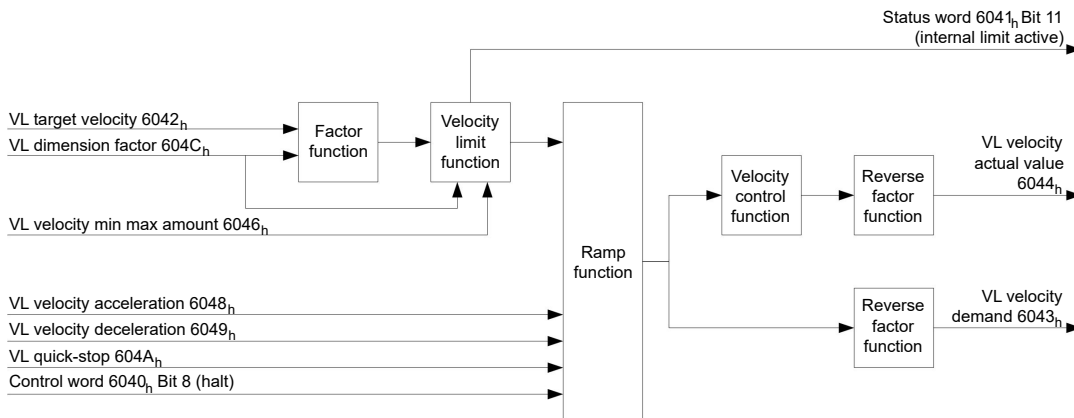 Status word 6041h Bit 11
(internal limit active)
VL target velocity 6042h
VL dimension factor 604Ch
Factor
function
Velocity
limit
function
VL velocity min max amount 6046h
Ramp
function
Velocity
control
function
Reverse
factor
function
VL velocity
actual value
6044h
VL velocity acceleration 6048h
VL velocity deceleration 6049h
VL quick-stop 604Ah
Control word 6040h Bit 8 (halt)
Reverse
factor
function
VL velocity
demand 6043h